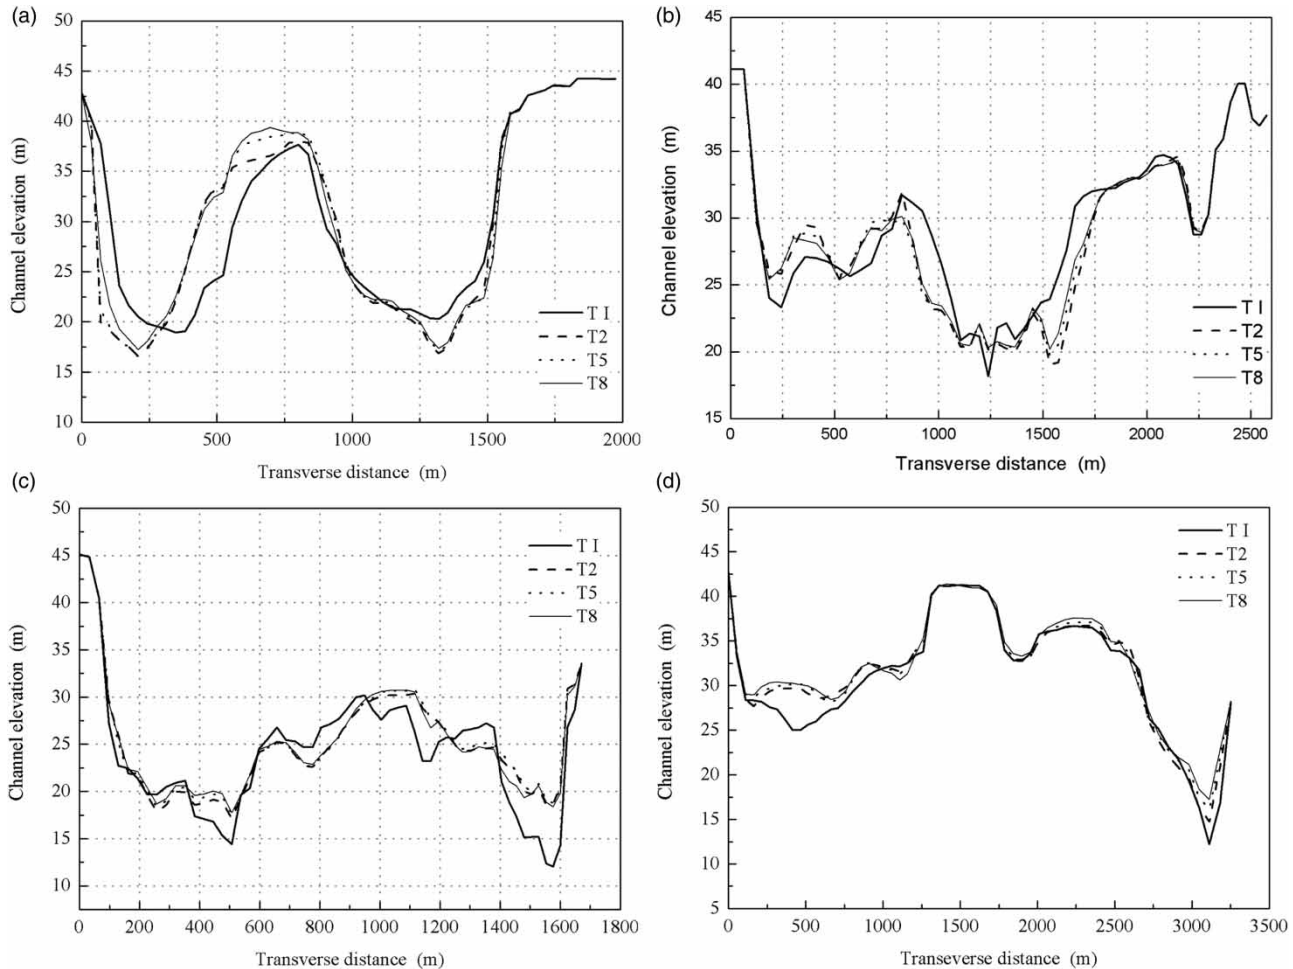 (a)
50
45
40
35
30
25
20
15
10
Channel elevation (m)
T I
T2
T5
T8
0 500 1000 1500 2000
Transverse distance (m)
(b)
45
40
35
30
25
20
15
Channel elevation (m)
T I
T2
T5
T8
0 500 1000 1500 2000 2500
Transverse distance (m)
(c)
50
45
40
35
30
25
20
15
10
Channel elevation (m)
T I
T2
T5
T8
0 200 400 600 800 1000 1200 1400 1600 1800
Transverse distance (m)
(d)
50
45
40
35
30
25
20
15
10
5
Channel elevation (m)
T I
T2
T5
T8
0 500 1000 1500 2000 2500 3000 3500
Transeverse distance (m)